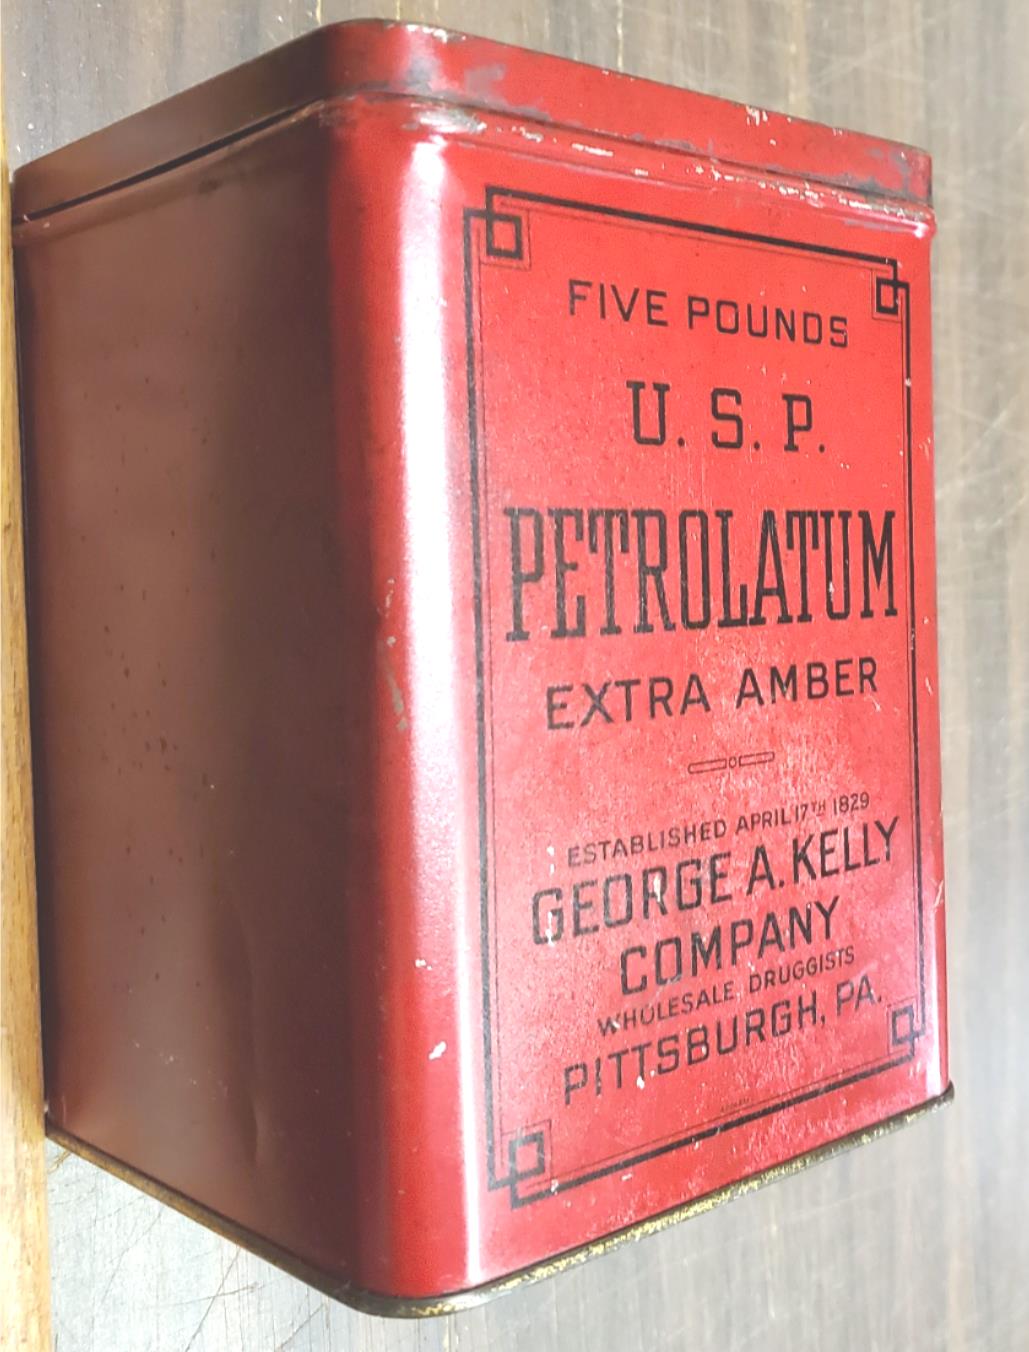 FIVE POUNDS
U. S. P.
PETROLATUM
EXTRA AMBER
ESTABLISHED APRIL 17TH 1829
GEORGE A. KELLY
COMPANY
WHOLESALE DRUGGISTS
PITTSBURGH, PA.